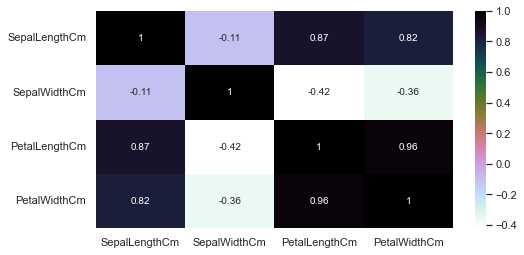 SepalLengthCm 1 -0.11 0.87 0.82
SepalWidthCm -0.11 1 -0.42 -0.36
PetalLengthCm 0.87 -0.42 1 0.96
PetalWidthCm 0.82 -0.36 0.96 1
SepalLengthCm SepalWidthCm PetalLengthCm PetalWidthCm
1.0
0.8
0.6
0.4
0.2
0.0
-0.2
-0.4